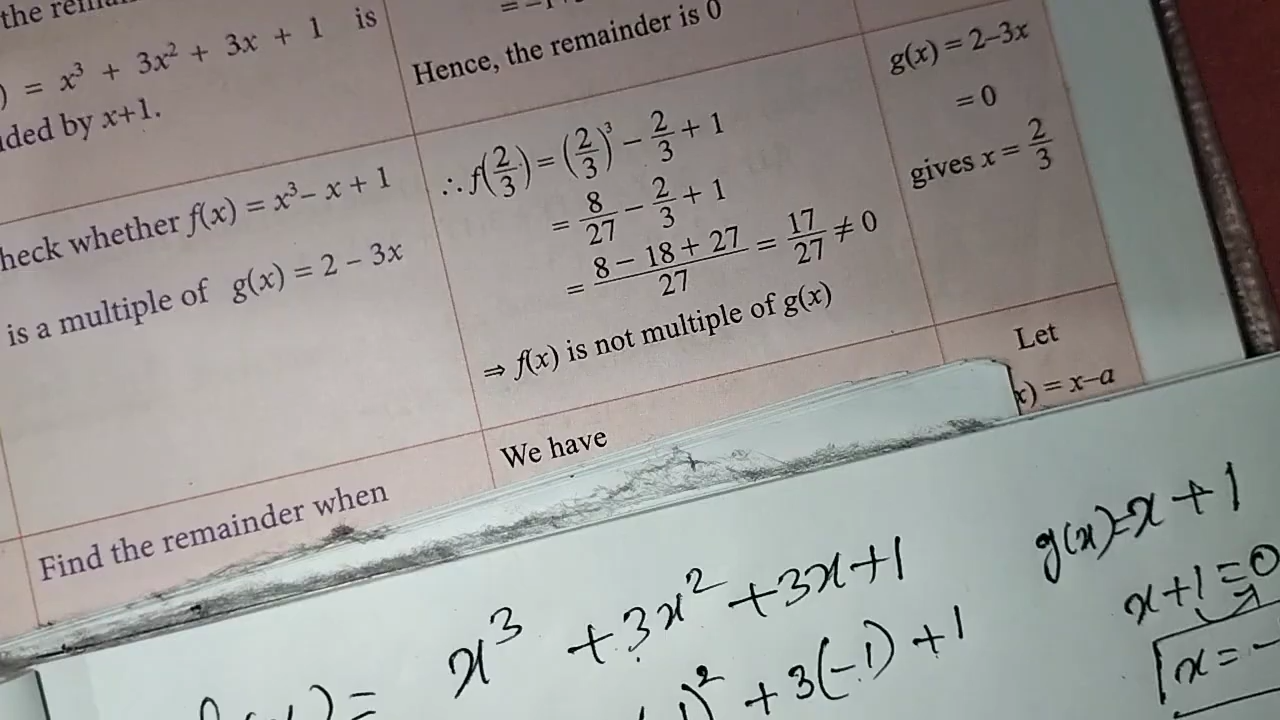 the
= x³ + 3x² + 3x + 1 is
by x+1.
Hence, the remainder is 0
g(x) = 2–3x
= 0
gives x = 2/3
heck whether f(x) = x³ – x + 1
is a multiple of g(x) = 2 – 3x
∴ f(2/3) = (2/3)³ – 2/3 + 1
= 8/27 – 2/3 + 1
= (8 – 18 + 27)/27 = 17/27 ≠ 0
⇒ f(x) is not multiple of g(x)
Let
x) = x–a
We have
Find the remainder when
x³ + 3x² + 3x + 1
g(x) = x + 1
x + 1 = 0
x = –
)² + 3(-1) + 1